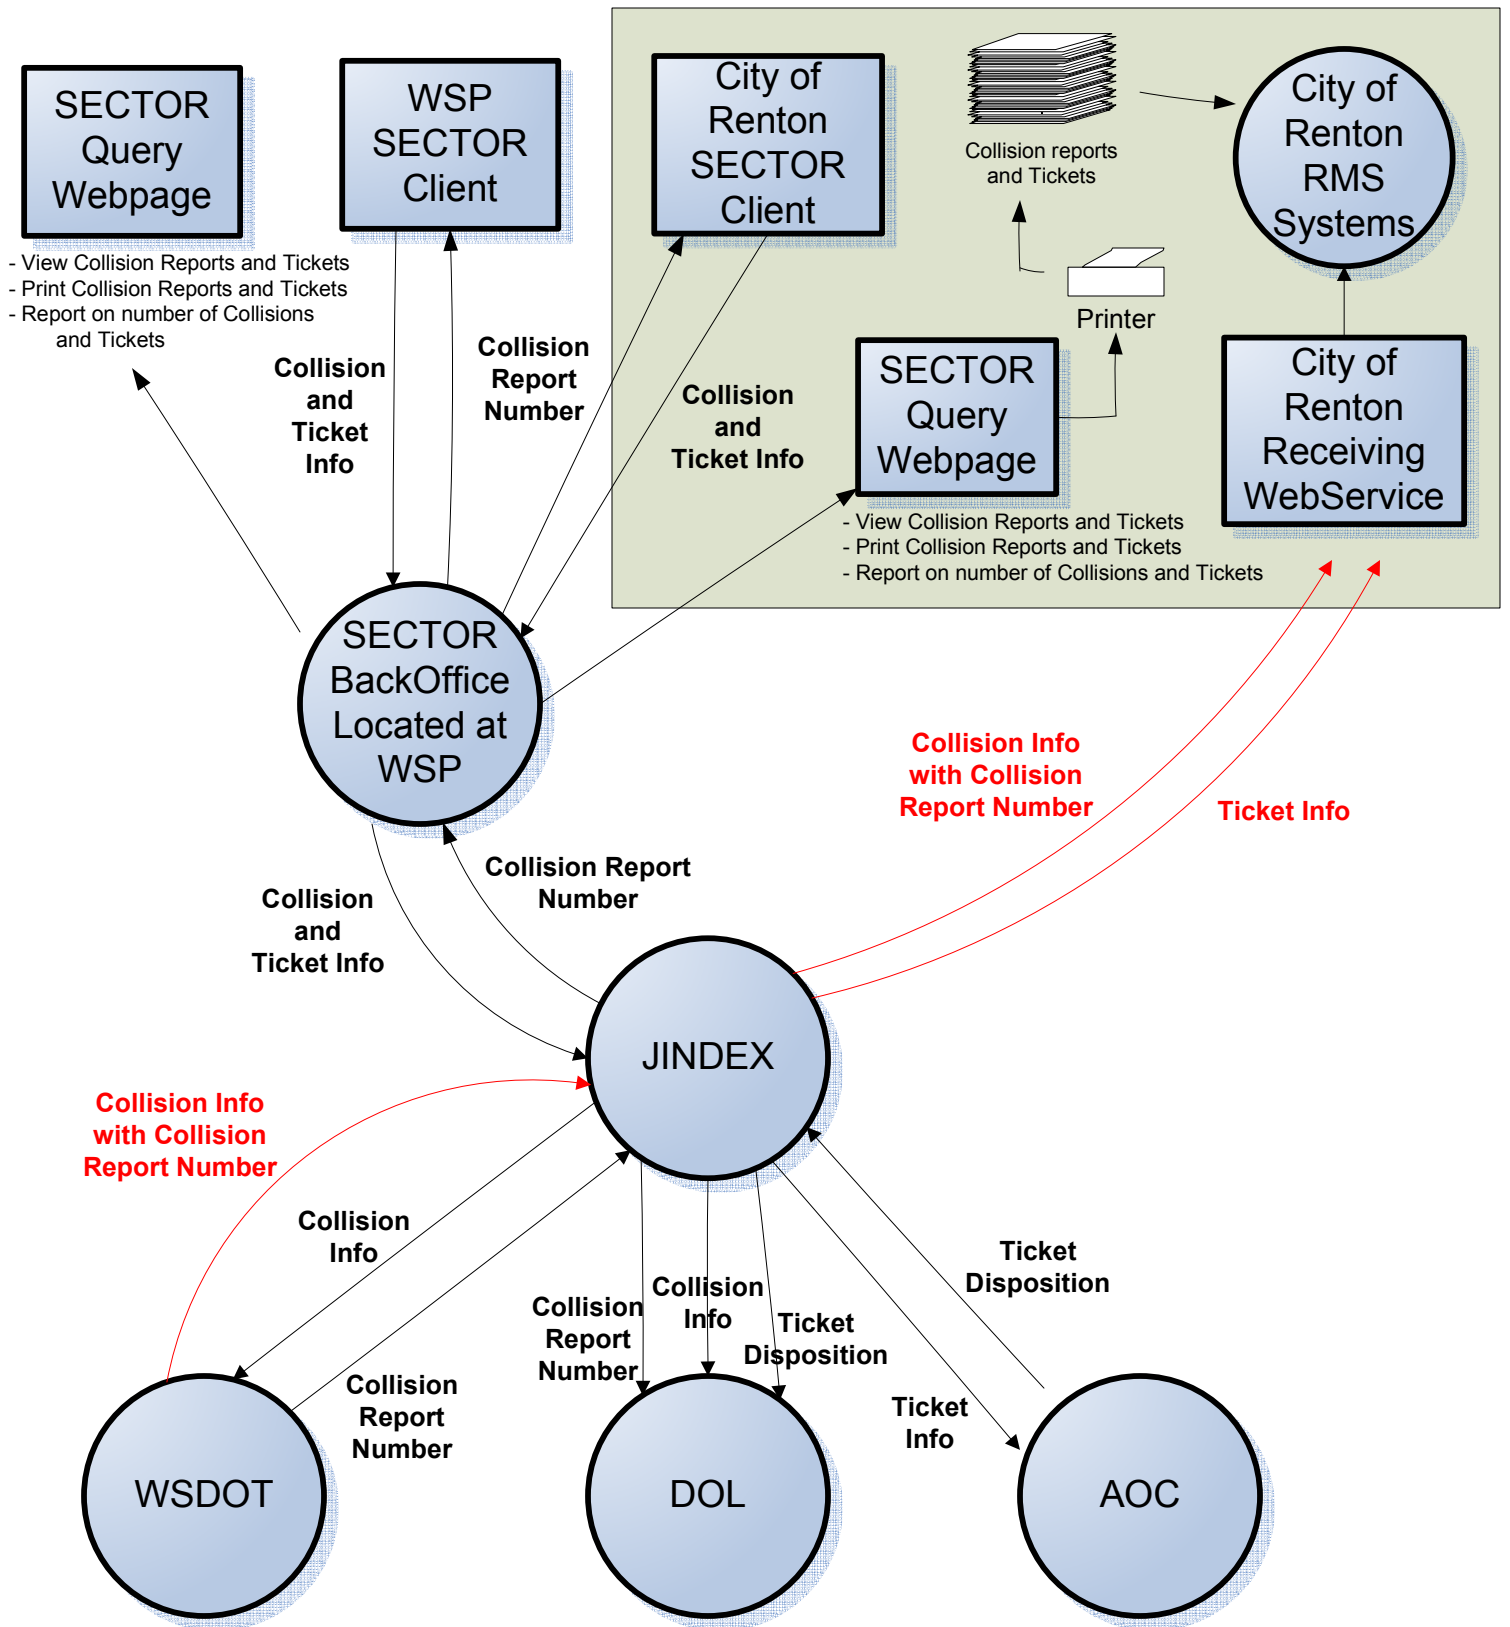 SECTOR
Query
Webpage
- View Collision Reports and Tickets
- Print Collision Reports and Tickets
- Report on number of Collisions
and Tickets
WSP
SECTOR
Client
City of
Renton
SECTOR
Client
Collision reports
and Tickets
City of
Renton
RMS
Systems
Printer
SECTOR
Query
Webpage
- View Collision Reports and Tickets
- Print Collision Reports and Tickets
- Report on number of Collisions and Tickets
City of
Renton
Receiving
WebService
Collision
and
Ticket
Info
Collision
Report
Number
Collision
and
Ticket Info
SECTOR
BackOffice
Located at
WSP
Collision Info
with Collision
Report Number
Ticket Info
Collision Report
Number
Collision
and
Ticket Info
JINDEX
Collision Info
with Collision
Report Number
Collision
Info
Collision
Report
Number
Collision
Report
Number
Collision
Info
Ticket
Disposition
Ticket
Disposition
Ticket
Info
WSDOT
DOL
AOC